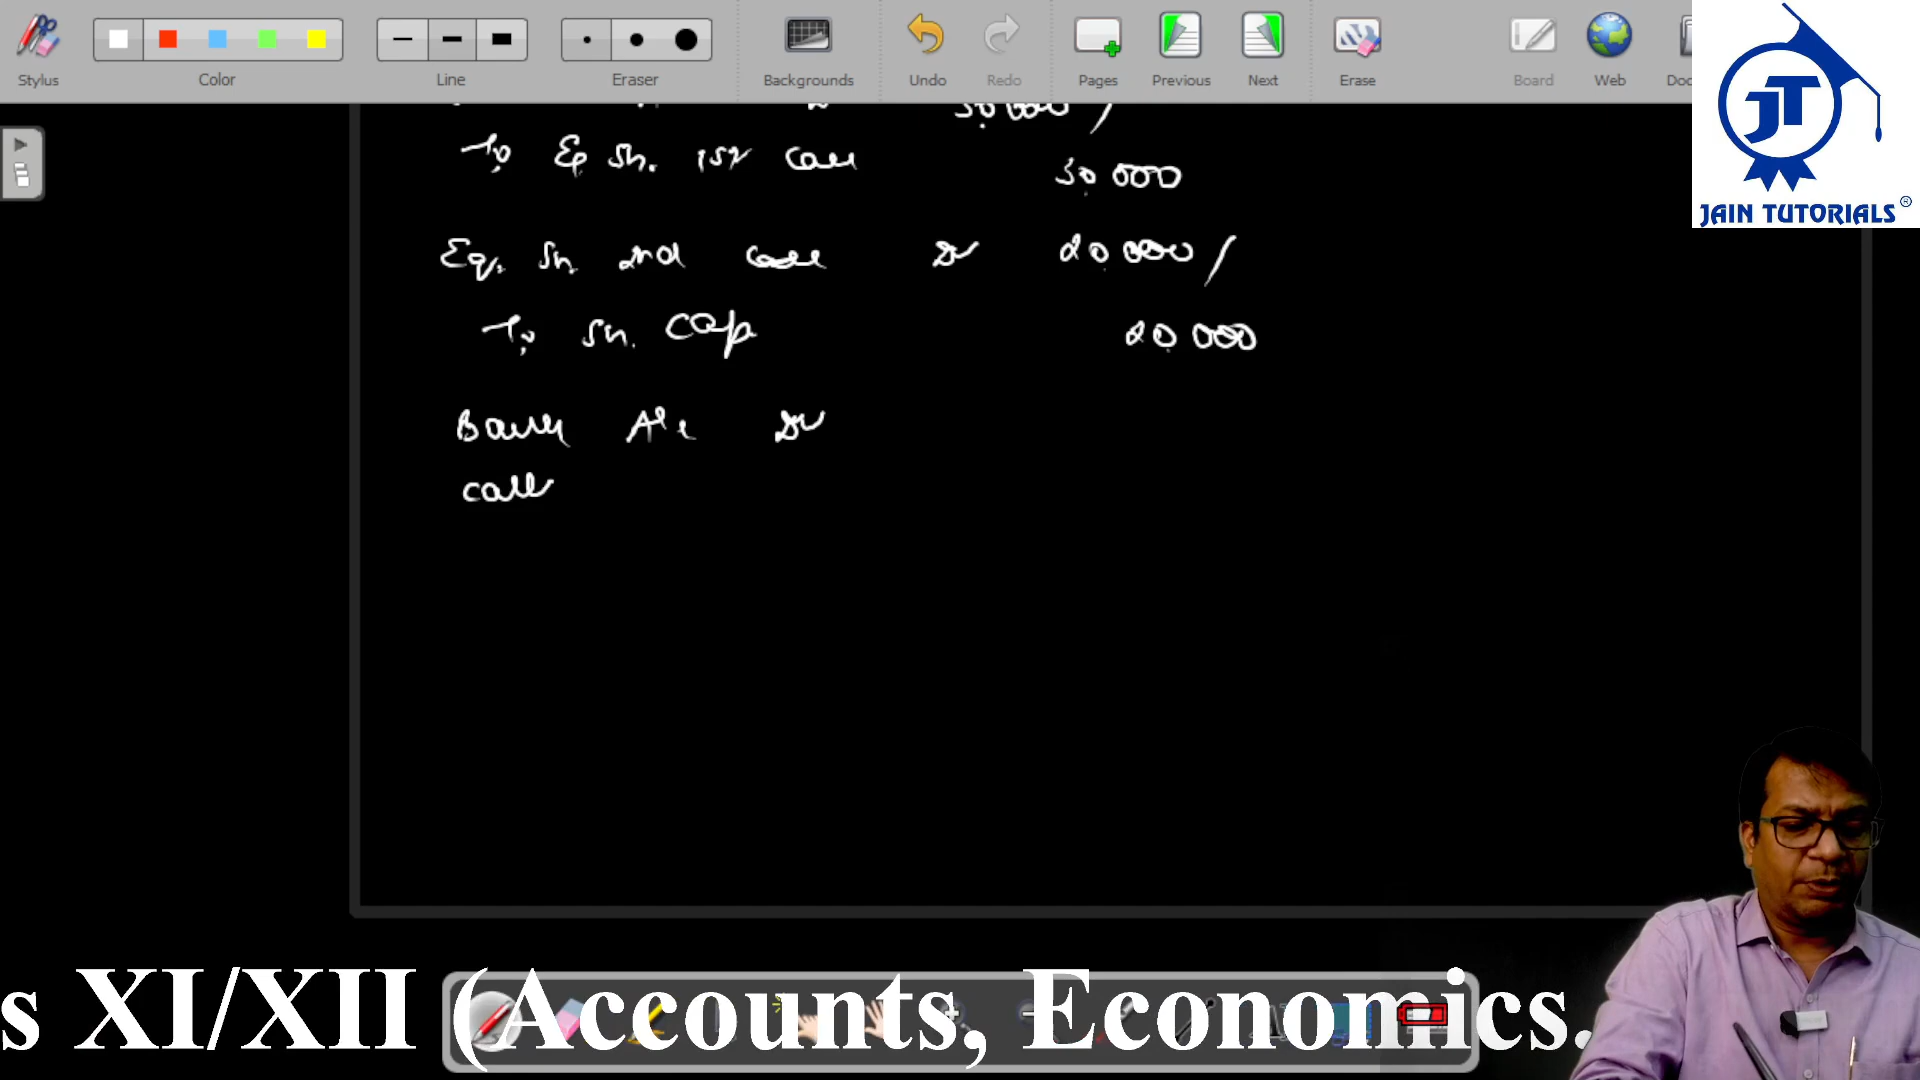 Stylus
Color
Line
Eraser
Backgrounds
Undo
Redo
Pages
Previous
Next
Erase
Board
Web
JT
JAIN TUTORIALS®
To Eq Sh. 1st Call 30,000
Eq. Sh 2nd Call Dr 20,000/
To Sh. Cap 20,000
Bank A/c Dr
Call
s XI/XII (Accounts, Economics.